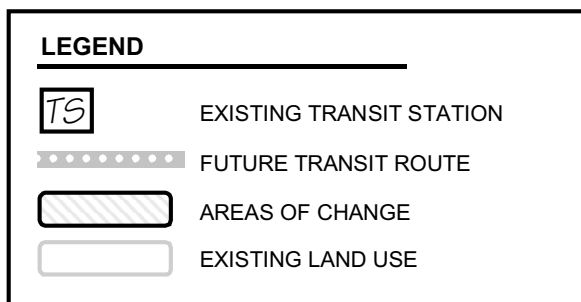 LEGEND
TS EXISTING TRANSIT STATION
FUTURE TRANSIT ROUTE
AREAS OF CHANGE
EXISTING LAND USE